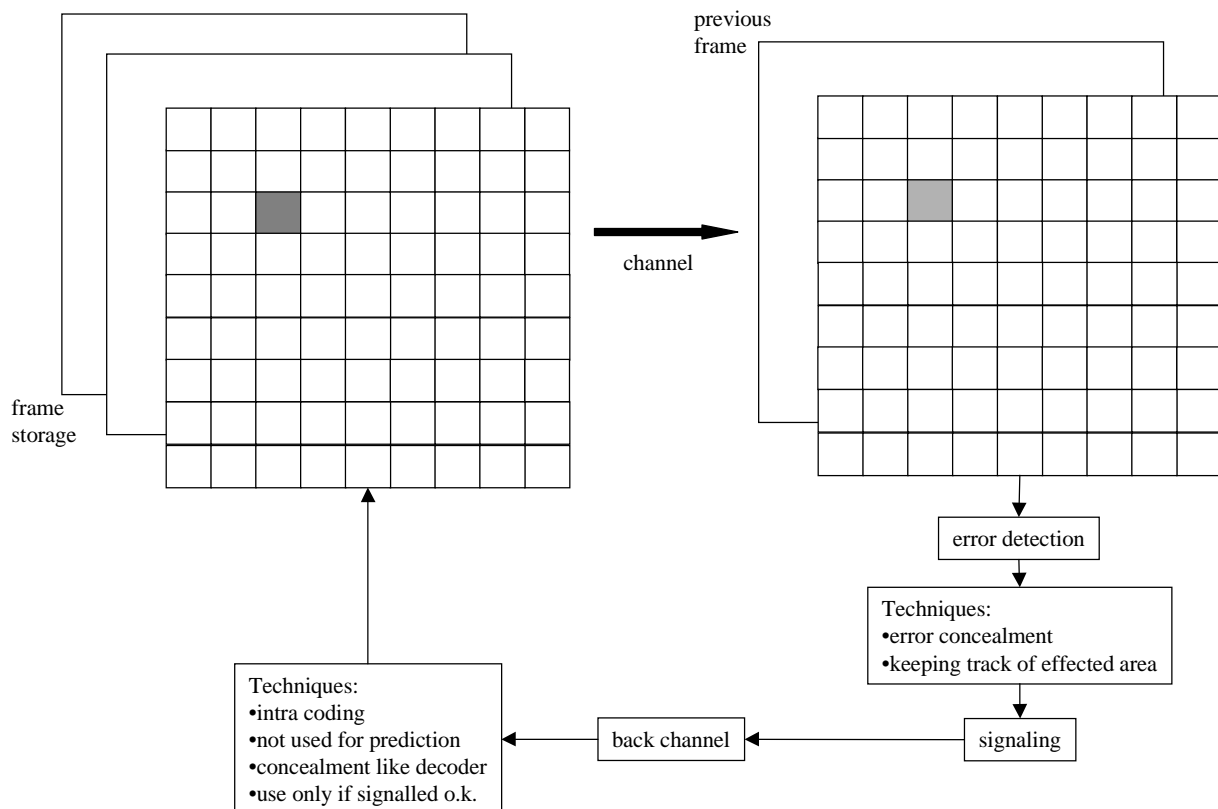 previous
frame
channel
frame
storage
error detection
Techniques:
•error concealment
•keeping track of effected area
Techniques:
•intra coding
•not used for prediction
•concealment like decoder
•use only if signalled o.k.
back channel
signaling